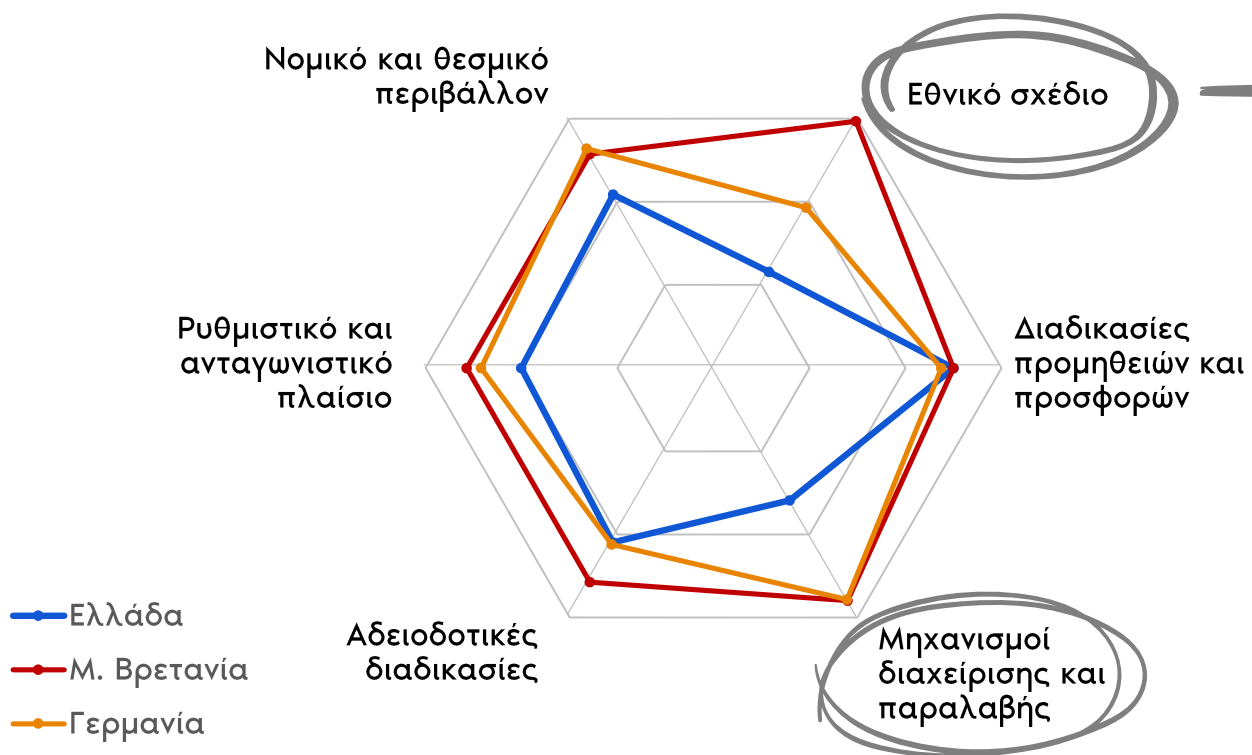 Νομικό και θεσμικό
περιβάλλον
Εθνικό σχέδιο
Ρυθμιστικό και
ανταγωνιστικό
πλαίσιο
Διαδικασίες
προμηθειών και
προσφορών
Αδειοδοτικές
διαδικασίες
Μηχανισμοί
διαχείρισης και
παραλαβής
Ελλάδα
Μ. Βρετανία
Γερμανία